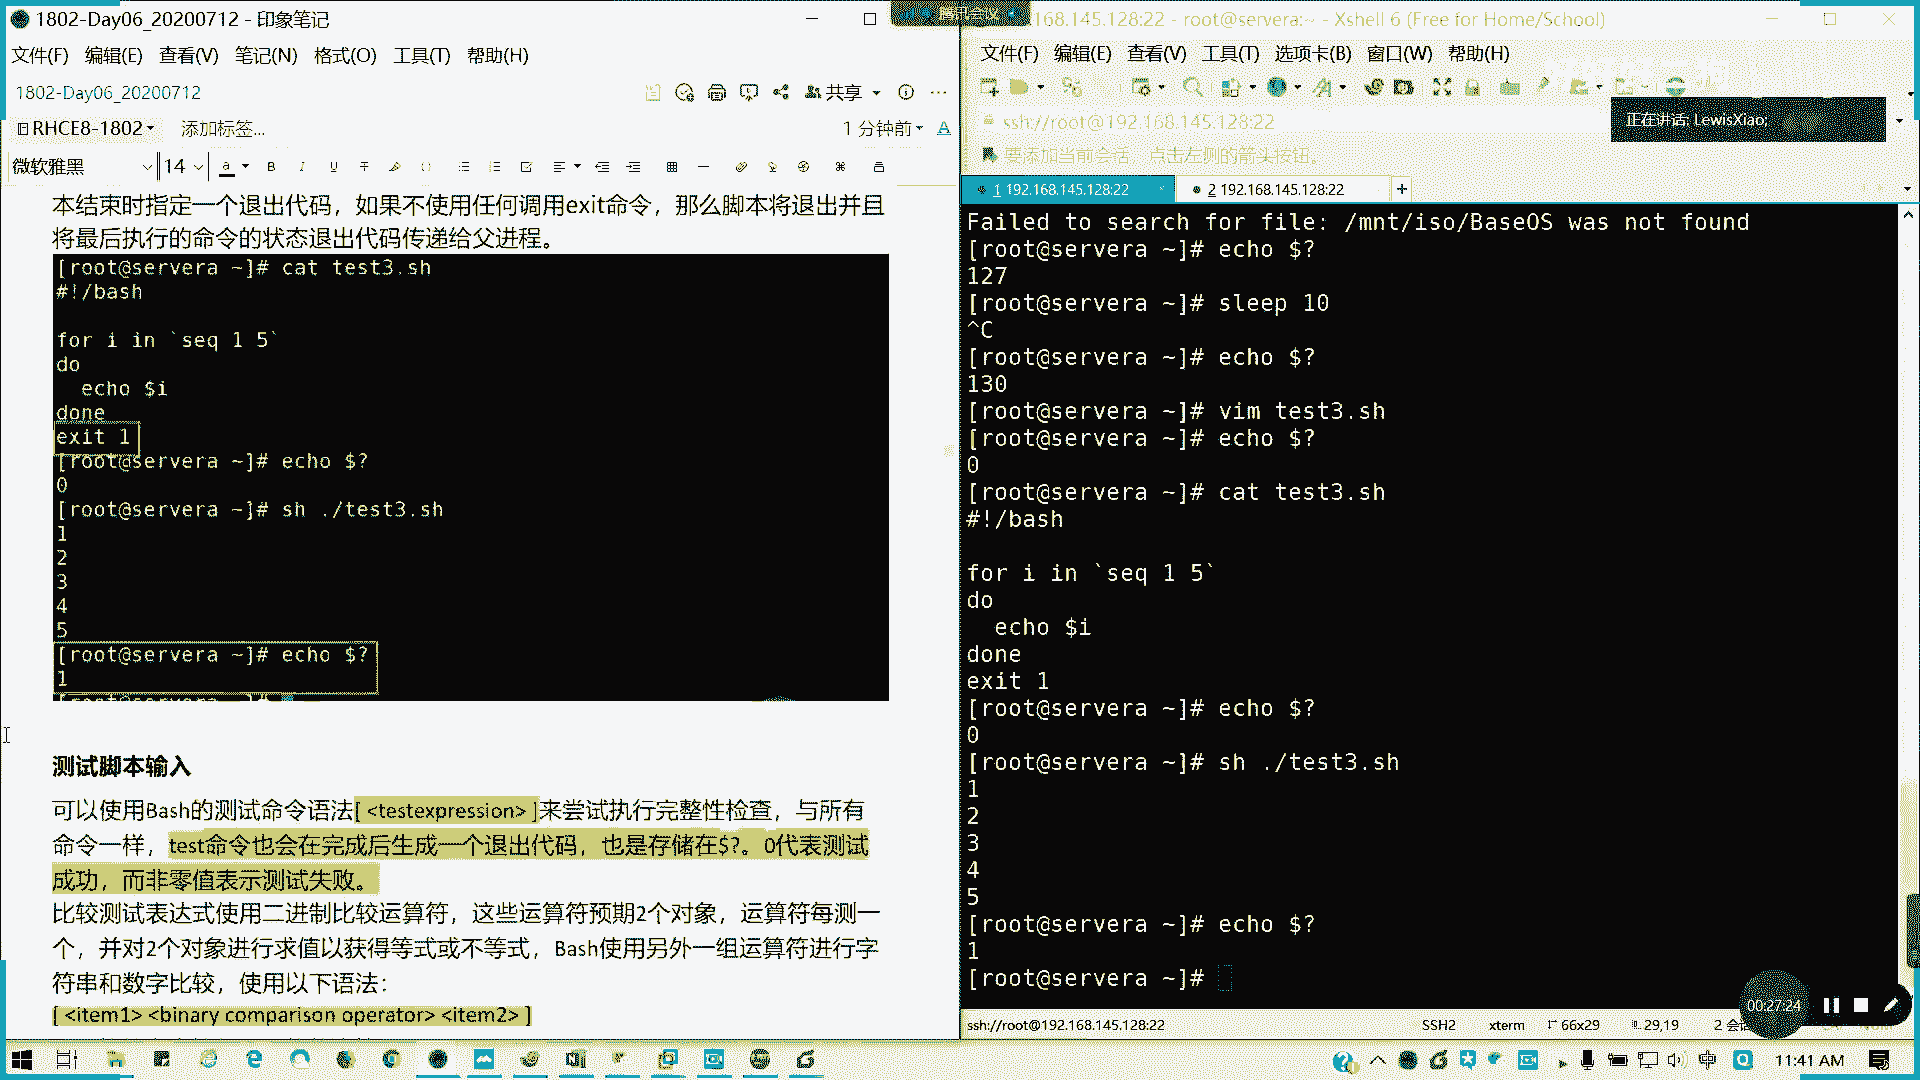 1802-Day06_20200712 - 印象笔记
文件(F) 编辑(E) 查看(V) 笔记(N) 格式(O) 工具(T) 帮助(H)
1802-Day06_20200712
共享
RHCE8-1802
添加标签...
1 分钟前
微软雅黑
14
本结束时指定一个退出代码，如果不使用任何调用exit命令，那么脚本将退出并且
将最后执行的命令的状态退出代码传递给父进程。
[root@servera ~]# cat test3.sh
#!/bash
for i in `seq 1 5`
do
echo $i
done
exit 1
[root@servera ~]# echo $?
0
[root@servera ~]# sh ./test3.sh
1
2
3
4
5
[root@servera ~]# echo $?
1
测试脚本输入
可以使用Bash的测试命令语法[ <testexpression> ]来尝试执行完整性检查，与所有
命令一样，test命令也会在完成后生成一个退出代码，也是存储在$?。0代表测试
成功，而非零值表示测试失败。
比较测试表达式使用二进制比较运算符，这些运算符预期2个对象，运算符每测一
个，并对2个对象进行求值以获得等式或不等式，Bash使用另外一组运算符进行字
符串和数字比较，使用以下语法：
[ <item1> <binary comparison operator> <item2> ]
腾讯会议
168.145.128:22 - root@servera:~ - Xshell 6 (Free for Home/School)
文件(F) 编辑(E) 查看(V) 工具(T) 选项卡(B) 窗口(W) 帮助(H)
ssh://root@192.168.145.128:22
正在讲话: LewisXiao;
要添加当前会话，点击左侧的箭头按钮。
1 192.168.145.128:22
2 192.168.145.128:22
Failed to search for file: /mnt/iso/BaseOS was not found
[root@servera ~]# echo $?
127
[root@servera ~]# sleep 10
^C
[root@servera ~]# echo $?
130
[root@servera ~]# vim test3.sh
[root@servera ~]# echo $?
0
[root@servera ~]# cat test3.sh
#!/bash
for i in `seq 1 5`
do
echo $i
done
exit 1
[root@servera ~]# echo $?
0
[root@servera ~]# sh ./test3.sh
1
2
3
4
5
[root@servera ~]# echo $?
1
[root@servera ~]#
00:27:24
ssh://root@192.168.145.128:22
SSH2
xterm
66x29
29,19
2 会
中
11:41 AM